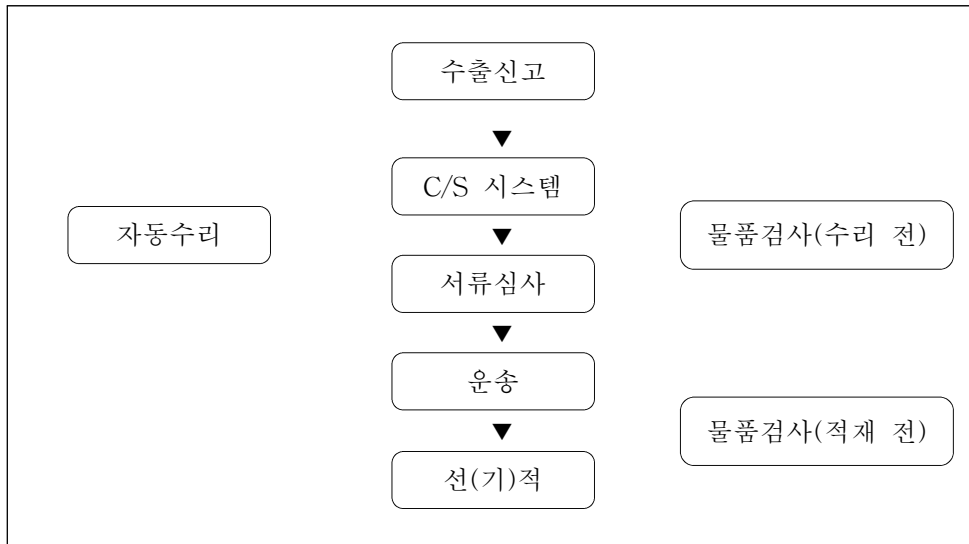 수출신고
▼
C/S 시스템
자동수리
물품검사(수리 전)
▼
서류심사
▼
운송
물품검사(적재 전)
▼
선(기)적